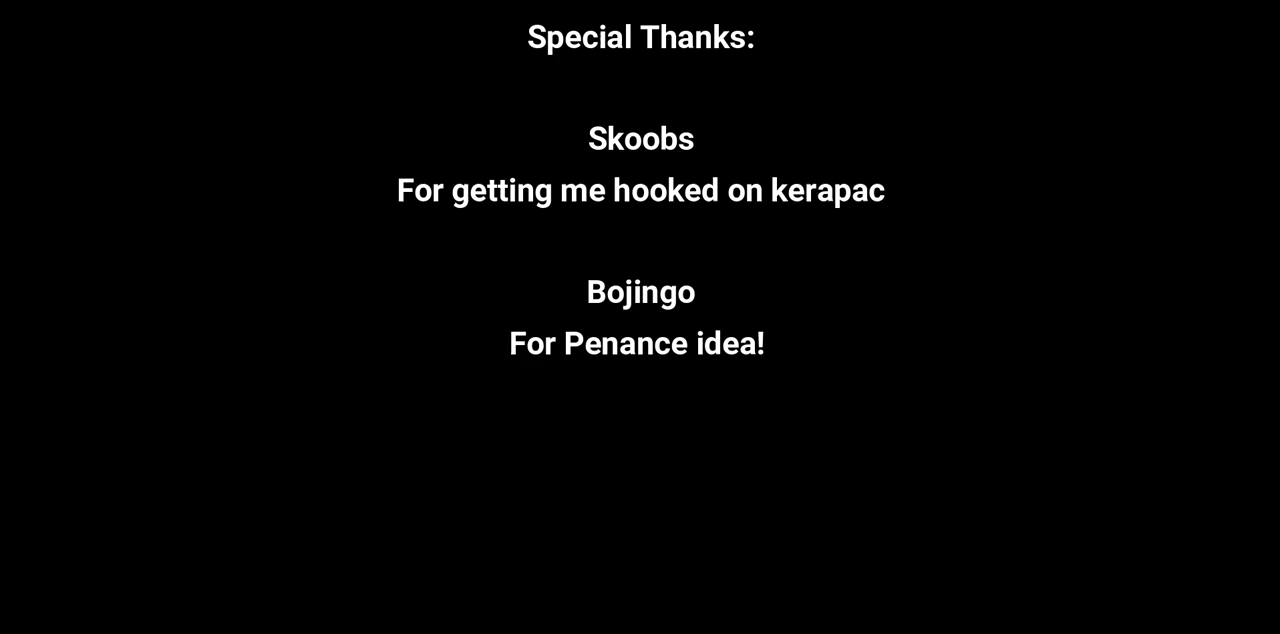 Special Thanks:
Skoobs
For getting me hooked on kerapac
Bojingo
For Penance idea!